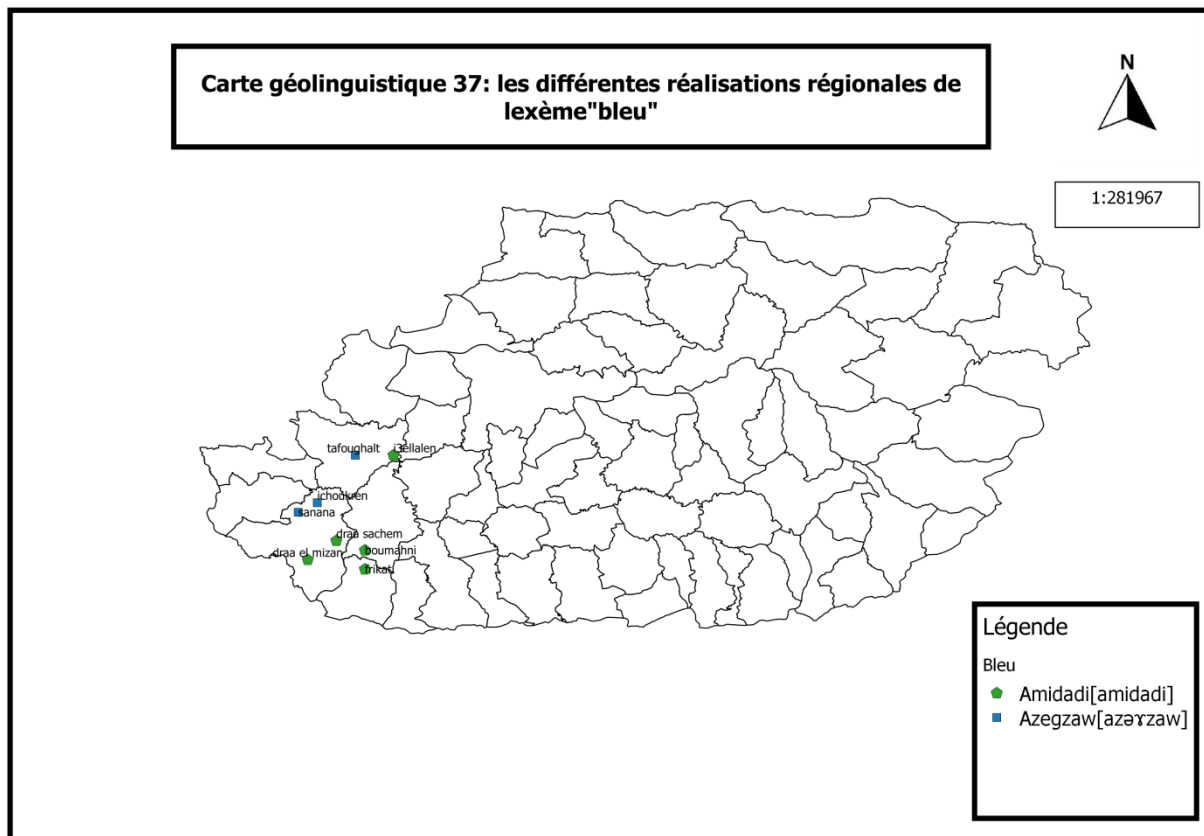 Carte géolinguistique 37: les différentes réalisations régionales de
lexème"bleu"
N
1:281967
tafoughalt
i3ellalen
ichoukren
sanana
draa sachem
draa el mizan
boumahni
frikat
Légende
Bleu
Amidadi[amidadi]
Azegzaw[azəɤzaw]